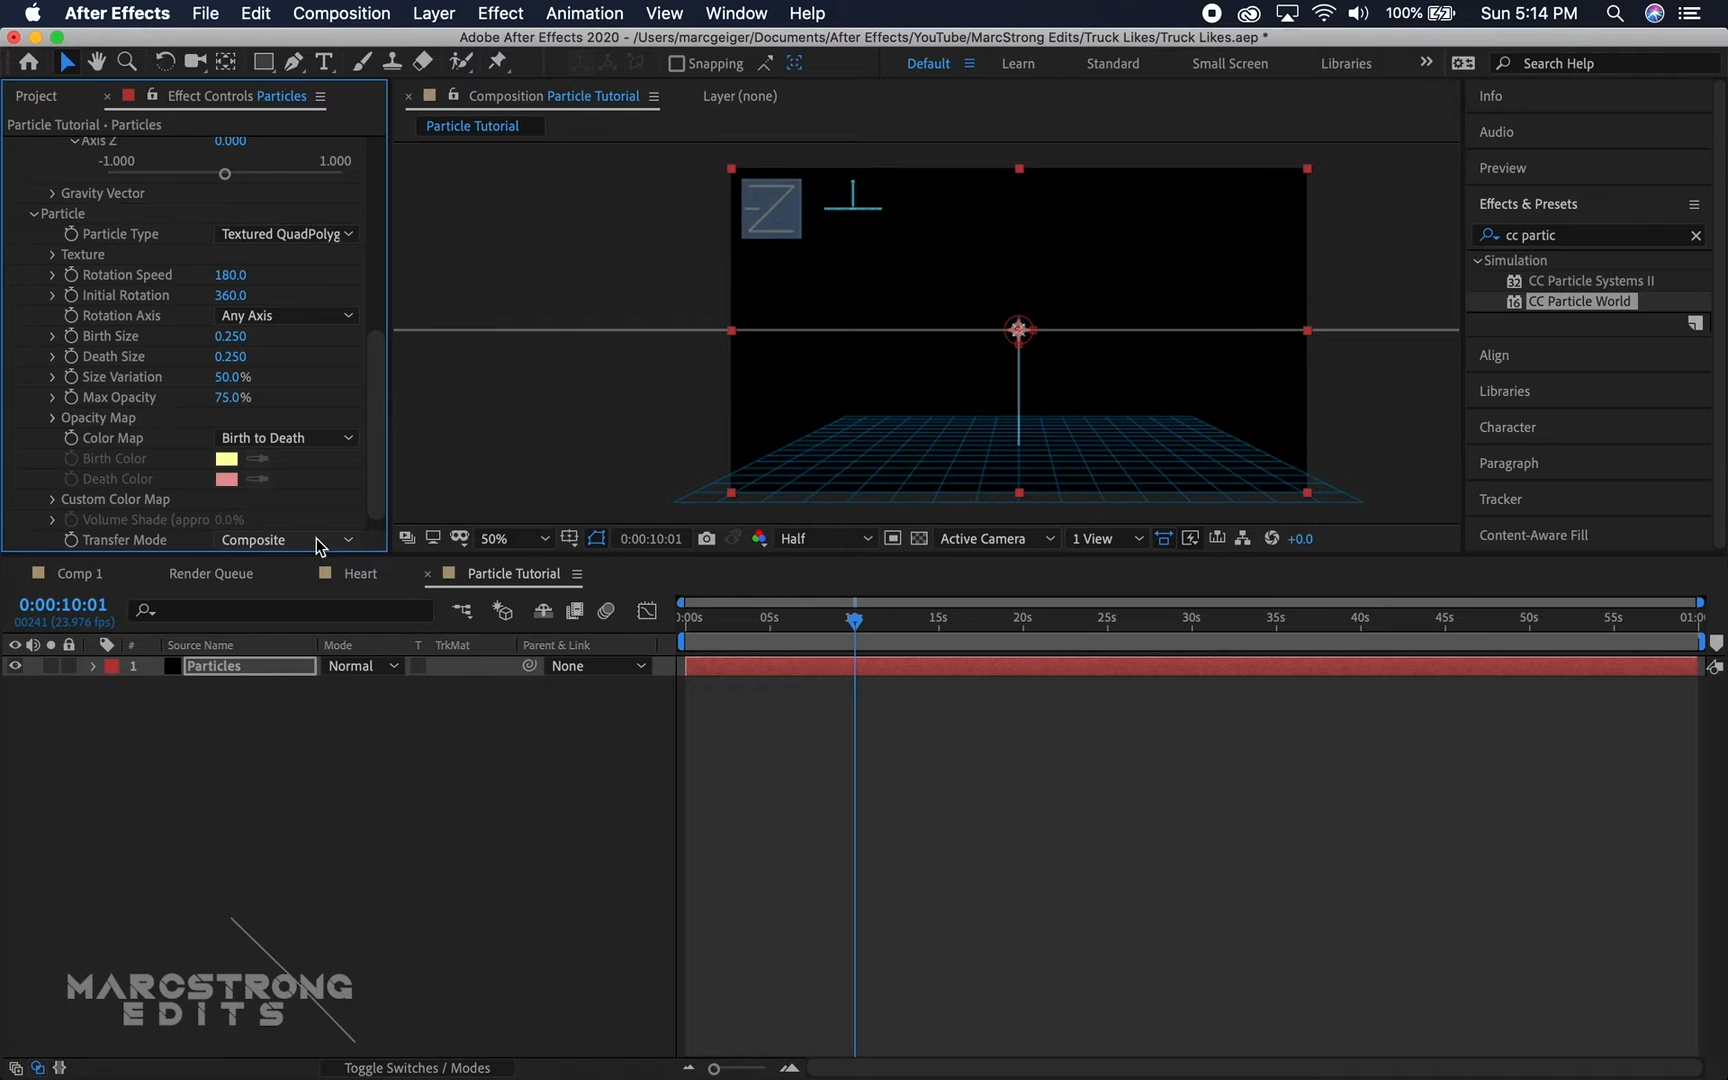 After Effects File Edit Composition Layer Effect Animation View Window Help 100% Sun 5:14 PM
Adobe After Effects 2020 - /Users/marcgeiger/Documents/After Effects/YouTube/MarcStrong Edits/Truck Likes/Truck Likes.aep *
Snapping Default Learn Standard Small Screen Libraries Search Help
Project Effect Controls Particles Composition Particle Tutorial Layer (none) Info
Particle Tutorial • Particles Particle Tutorial
Axis Z 0.000 Audio
-1.000 1.000 Preview
Gravity Vector Effects & Presets
Particle
Particle Type Textured QuadPolyg cc partic
Texture Simulation
Rotation Speed 180.0 32 CC Particle Systems II
Initial Rotation 360.0 16 CC Particle World
Rotation Axis Any Axis
Birth Size 0.250
Death Size 0.250 Align
Size Variation 50.0%
Max Opacity 75.0% Libraries
Opacity Map Character
Color Map Birth to Death
Birth Color Paragraph
Death Color
Custom Color Map Tracker
Volume Shade (appro 0.0%
Transfer Mode Composite 50% 0:00:10:01 Half Active Camera 1 View +0.0 Content-Aware Fill
Comp 1 Render Queue Heart Particle Tutorial
0:00:10:01
00241 (23.976 fps) 05s 15s 20s 25s 30s 35s 40s 45s 50s 55s
# Source Name Mode T TrkMat Parent & Link
1 Particles Normal None
MARCSTRONG
EDITS
Toggle Switches / Modes